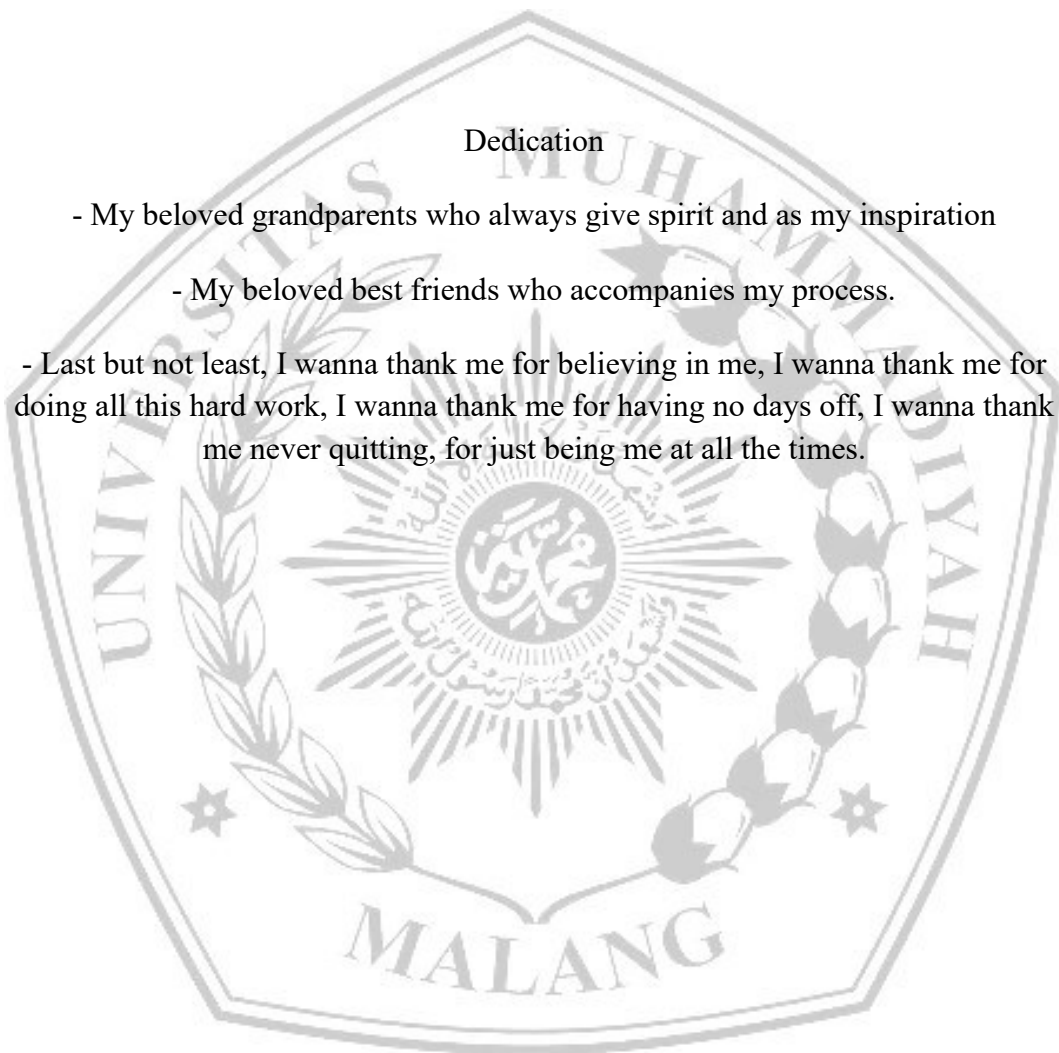 Dedication
- My beloved grandparents who always give spirit and as my inspiration
- My beloved best friends who accompanies my process.
- Last but not least, I wanna thank me for believing in me, I wanna thank me for
doing all this hard work, I wanna thank me for having no days off, I wanna thank
me never quitting, for just being me at all the times.
UNIVERSITAS MUHAMMADIYAH
MALANG